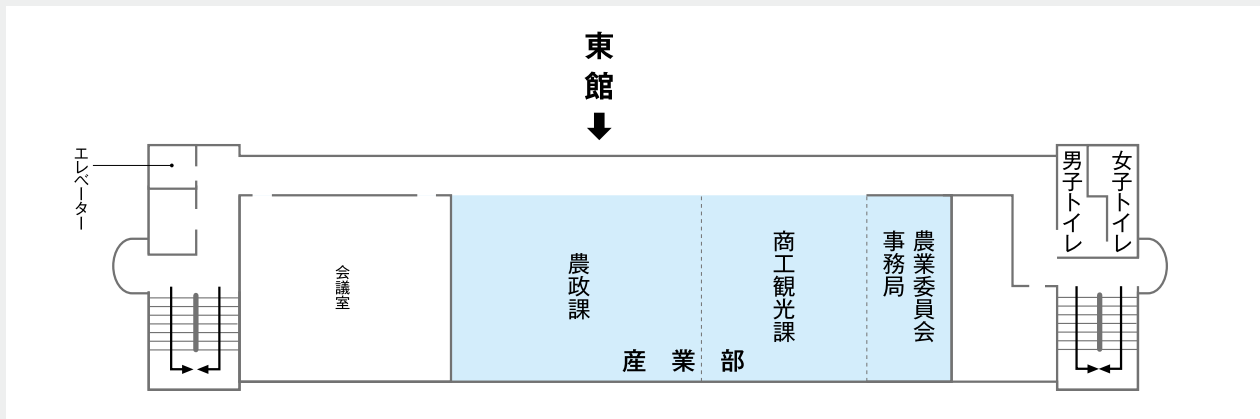 東館
エレベーター
会議室
農政課
商工観光課
農業委員会
事務局
産業部
男子トイレ
女子トイレ